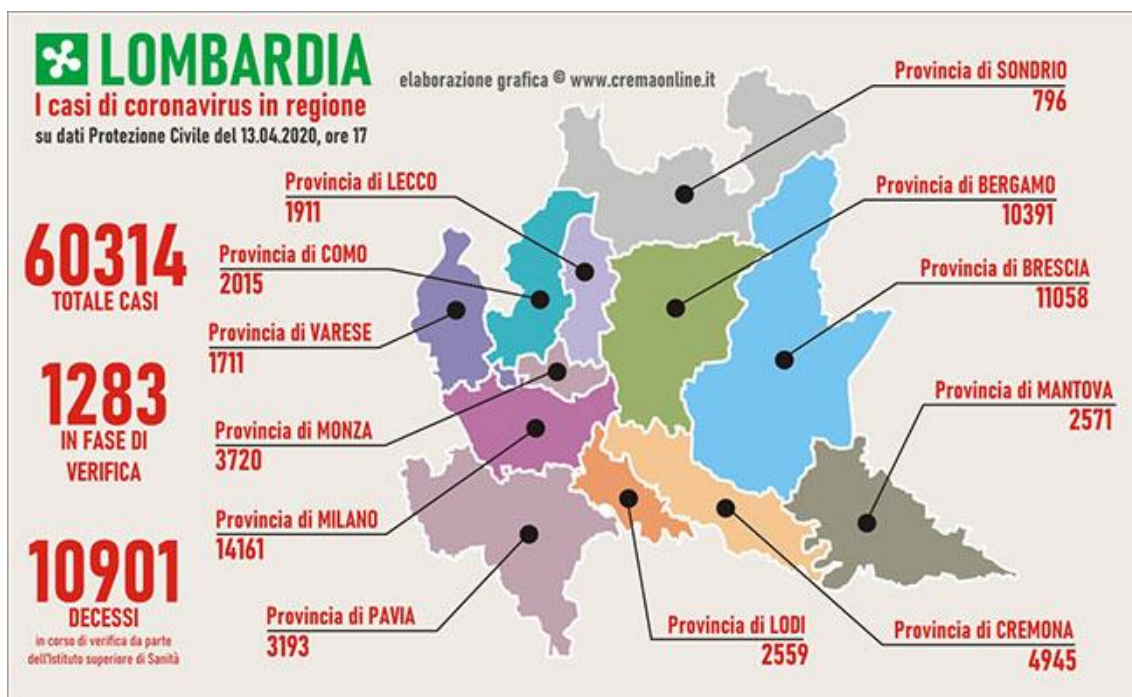 LOMBARDIA
I casi di coronavirus in regione
su dati Protezione Civile del 13.04.2020, ore 17
elaborazione grafica © www.cremaonline.it
Provincia di SONDRIO
796
Provincia di LECCO
1911
Provincia di BERGAMO
10391
60314
TOTALE CASI
Provincia di COMO
2015
Provincia di BRESCIA
11058
Provincia di VARESE
1711
1283
IN FASE DI
VERIFICA
Provincia di MANTOVA
2571
Provincia di MONZA
3720
Provincia di MILANO
14161
10901
DECESSI
in corso di verifica da parte
dell'Istituto superiore di Sanità
Provincia di PAVIA
3193
Provincia di LODI
2559
Provincia di CREMONA
4945